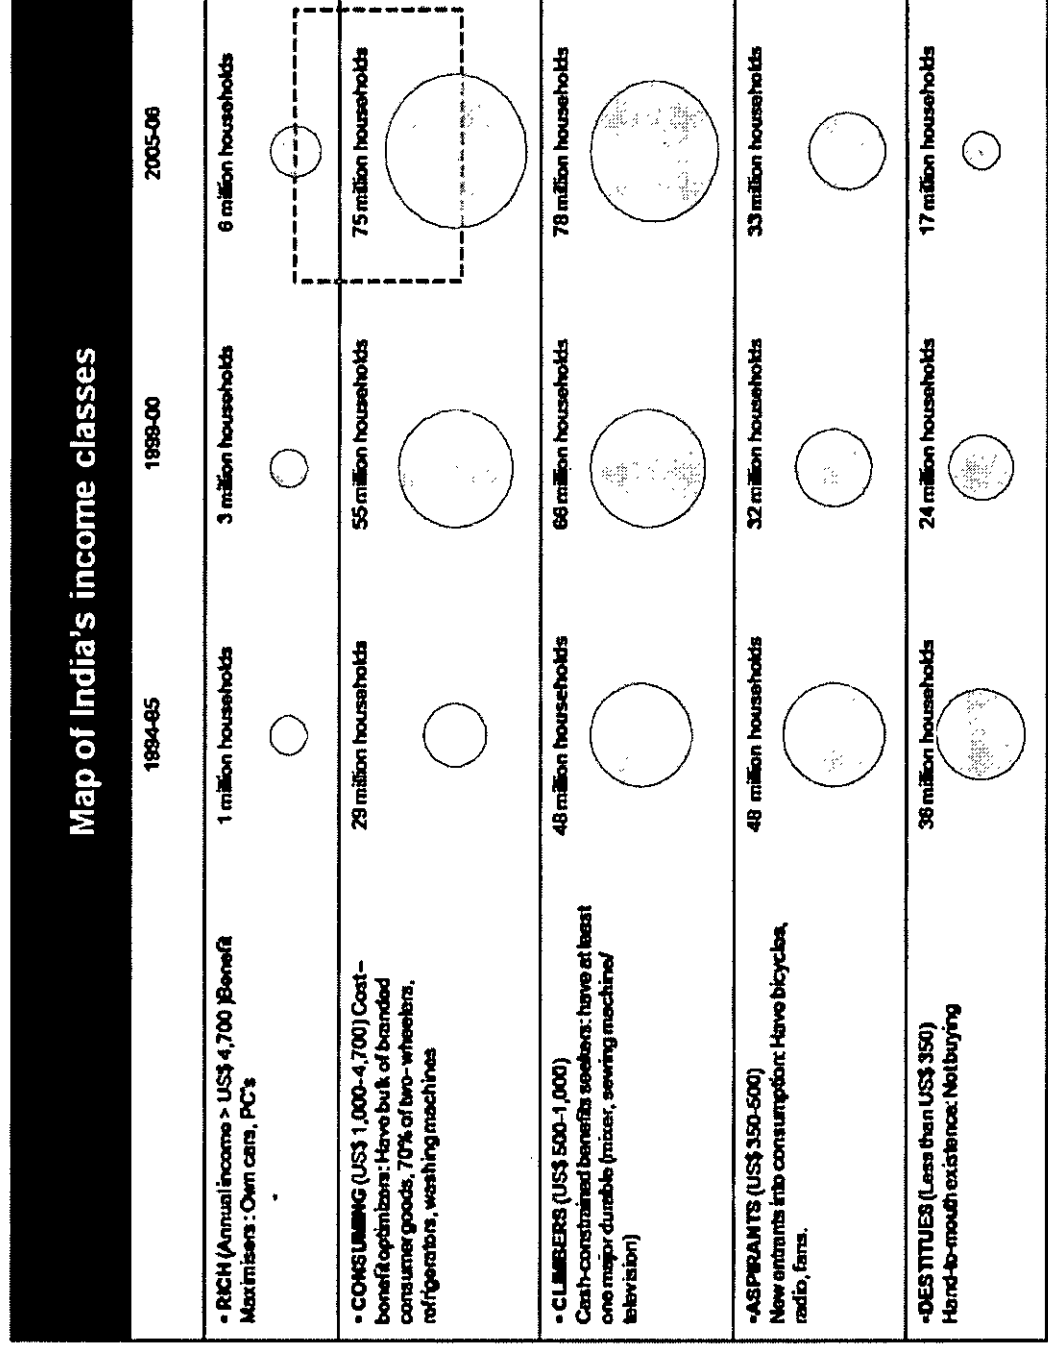 Map of India's income classes
1994-95 1999-00 2005-06
• RICH (Annual income > US$ 4,700 )Benefit
Maximisers : Own cars, PC's
1 million households 3 million households 6 million households
• CONSUMING (US$ 1,000-4,700) Cost–
benefit optimizers: Have bulk of branded
consumer goods, 70% of two-wheelers,
refrigerators, washing machines
29 million households 55 million households 75 million households
• CLIMBERS (US$ 500-1,000)
Cash-constrained benefits seekers: have at least
one major durable (mixer, sewing machine/
television)
48 million households 66 million households 78 million households
•ASPIRANTS (US$ 350-500)
New entrants into consumption: Have bicycles,
radio, fans.
48 million households 32 million households 33 million households
•DESTITUES (Less than US$ 350)
Hand-to-mouth existence: Not buying
36 million households 24 million households 17 million households